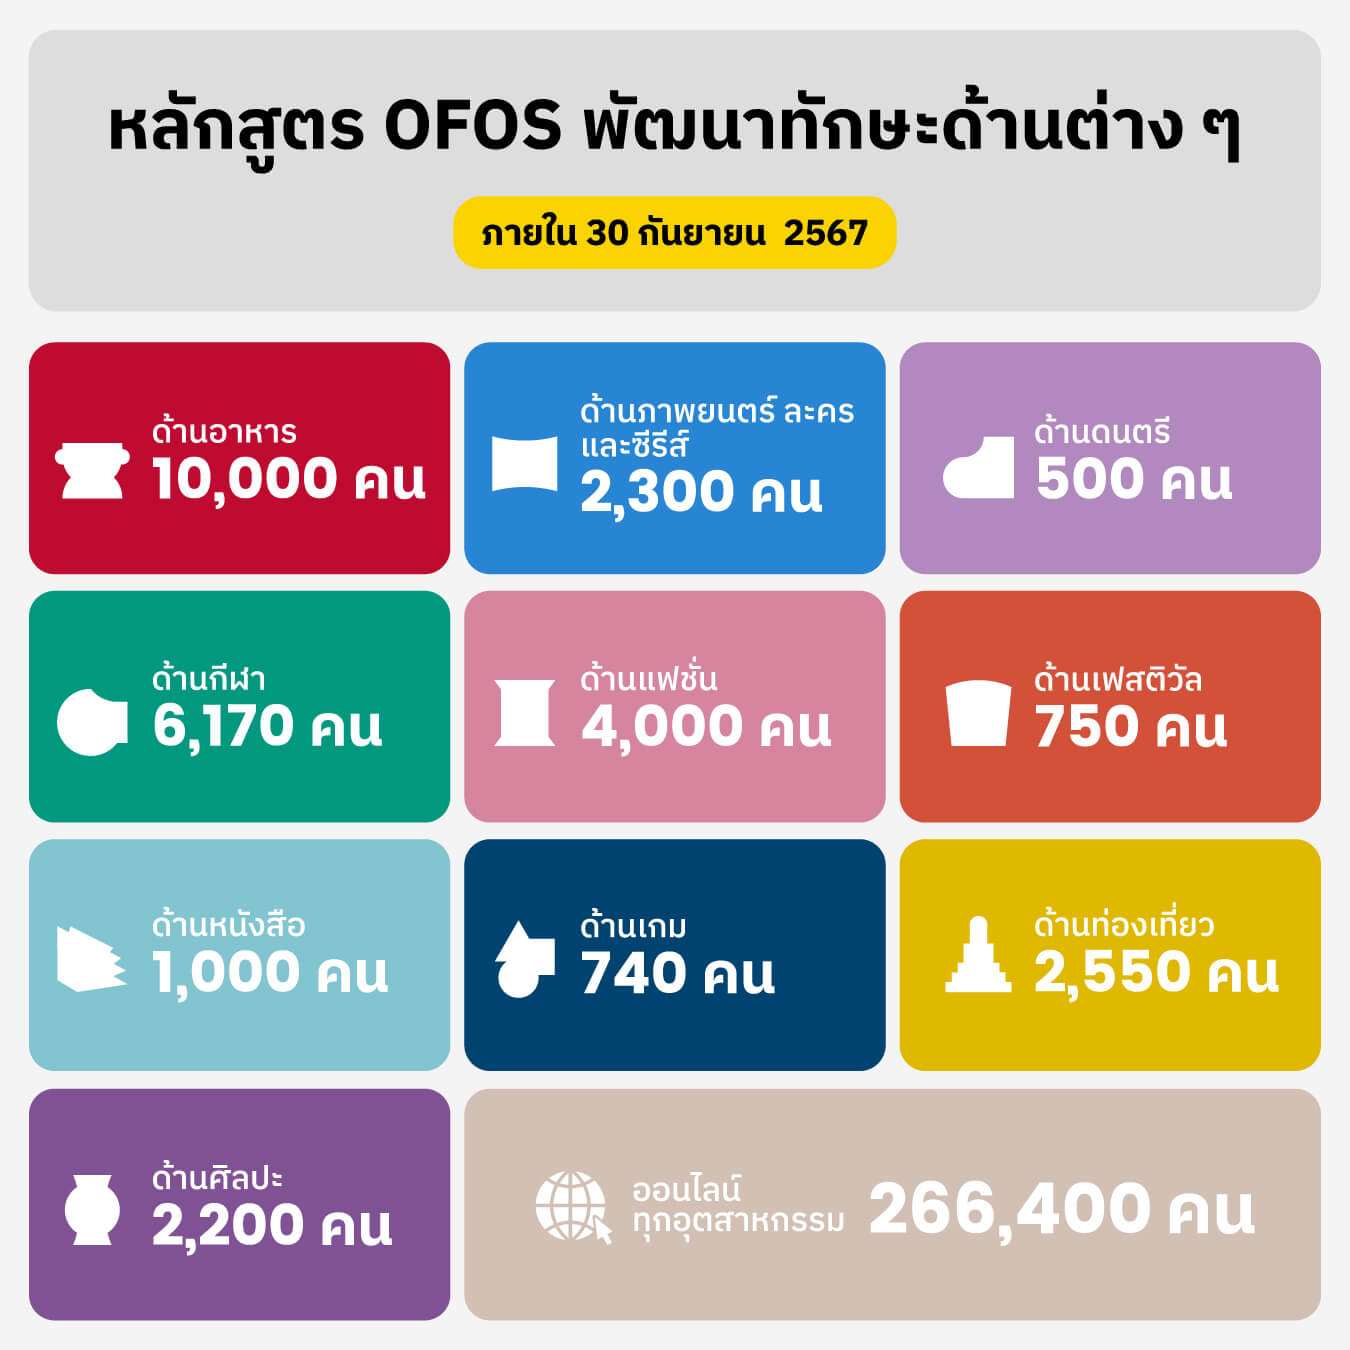 หลักสูตร OFOS พัฒนาทักษะด้านต่าง ๆ
ภายใน 30 กันยายน 2567
ด้านอาหาร
10,000 คน
ด้านภาพยนตร์ ละคร
และซีรีส์
2,300 คน
ด้านดนตรี
500 คน
ด้านกีฬา
6,170 คน
ด้านแฟชั่น
4,000 คน
ด้านเฟสติวัล
750 คน
ด้านหนังสือ
1,000 คน
ด้านเกม
740 คน
ด้านท่องเที่ยว
2,550 คน
ด้านศิลปะ
2,200 คน
ออนไลน์
ทุกอุตสาหกรรม
266,400 คน